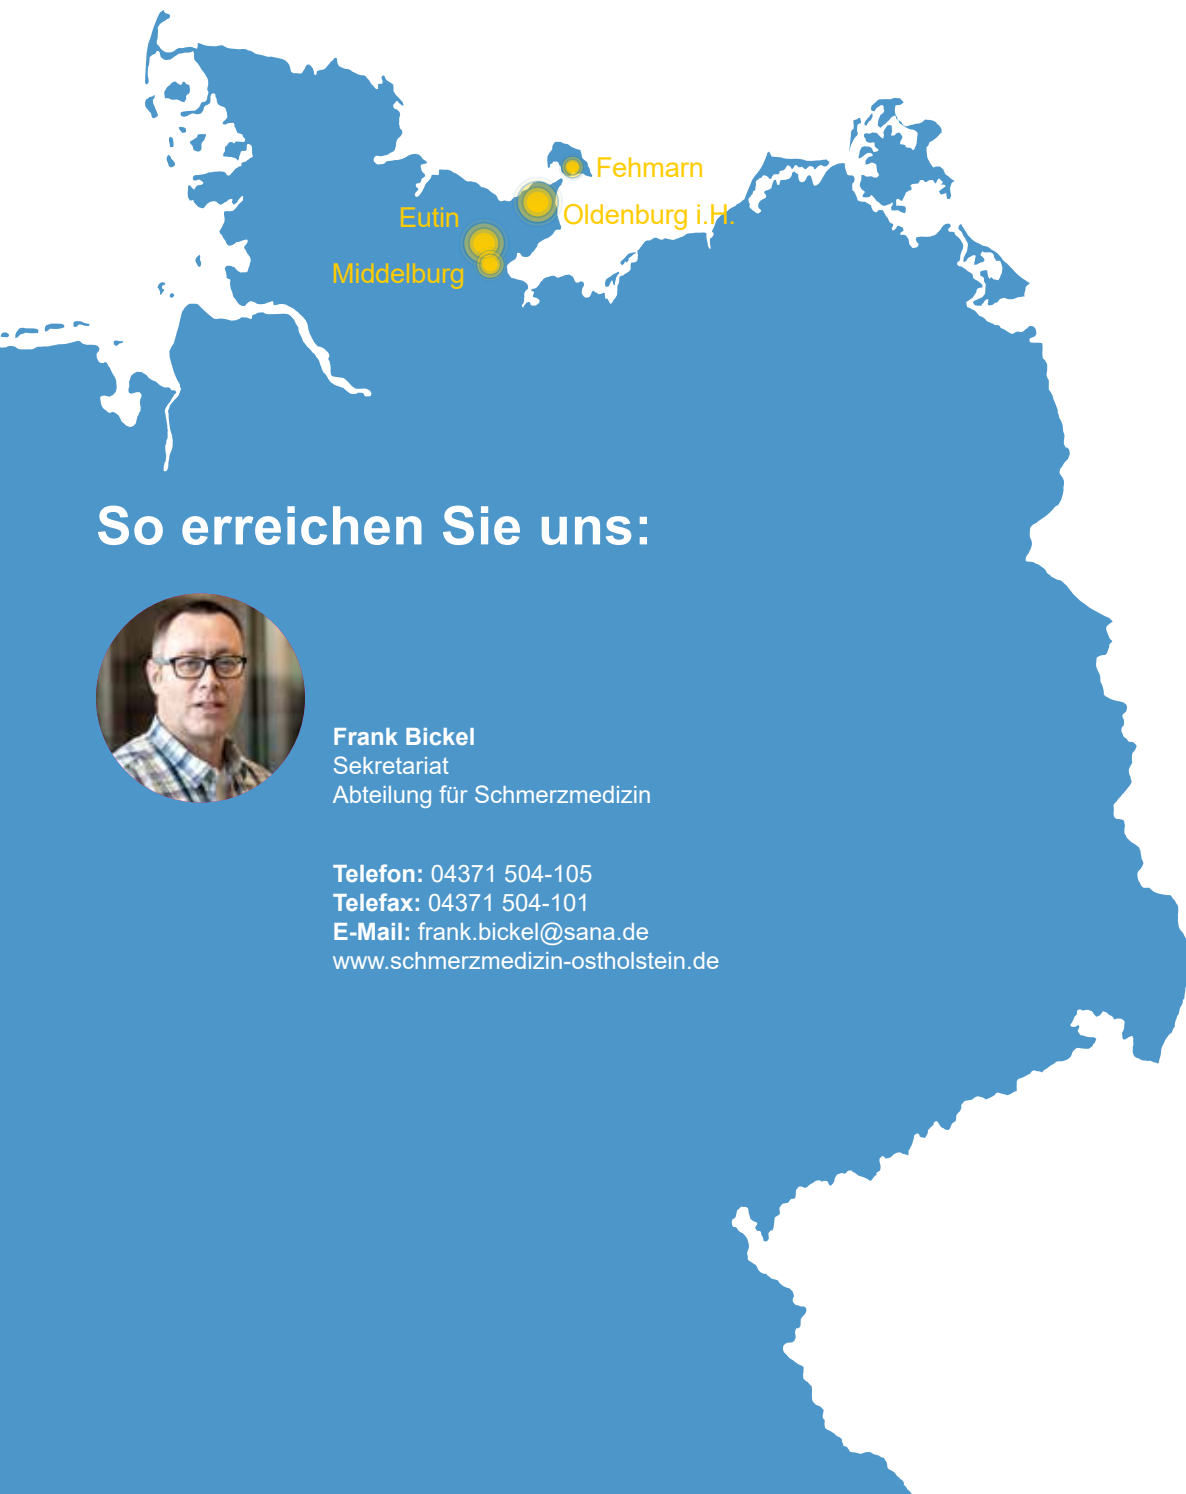 Fehmarn
Oldenburg i.H.
Eutin
Middelburg
So erreichen Sie uns:
Frank Bickel
Sekretariat
Abteilung für Schmerzmedizin
Telefon: 04371 504-105
Telefax: 04371 504-101
E-Mail: frank.bickel@sana.de
www.schmerzmedizin-ostholstein.de